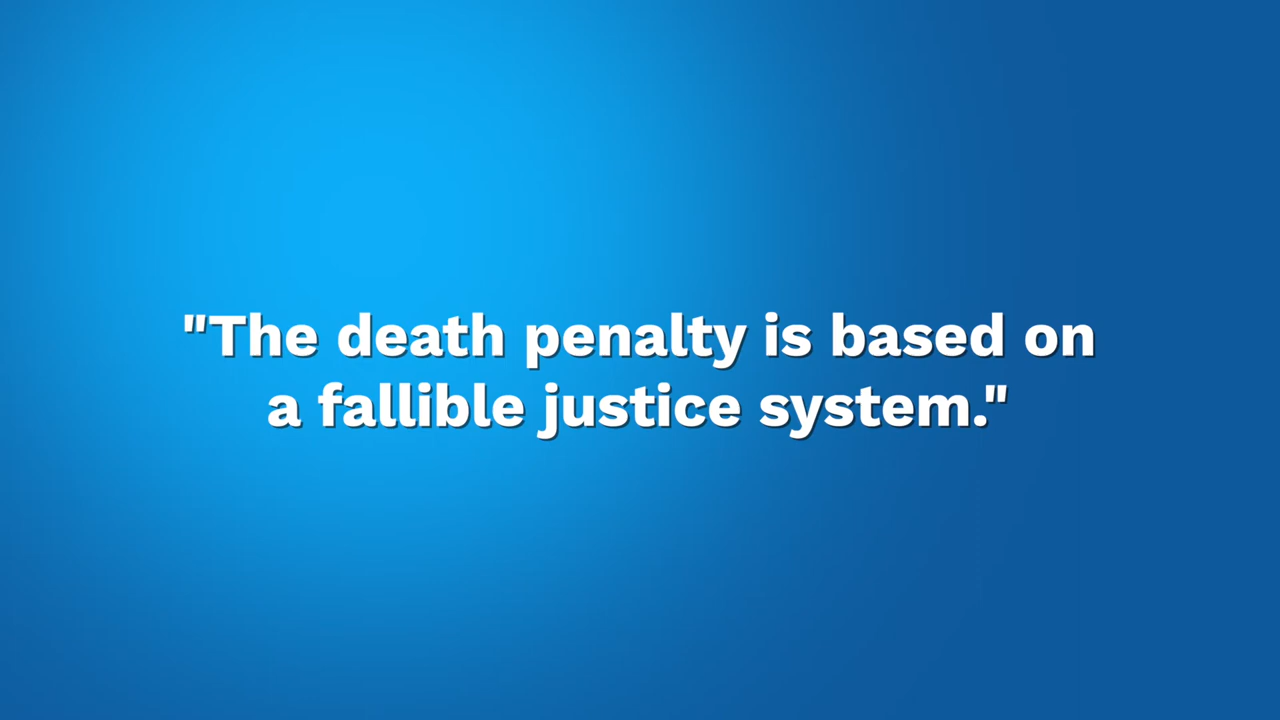 "The death penalty is based on
a fallible justice system."